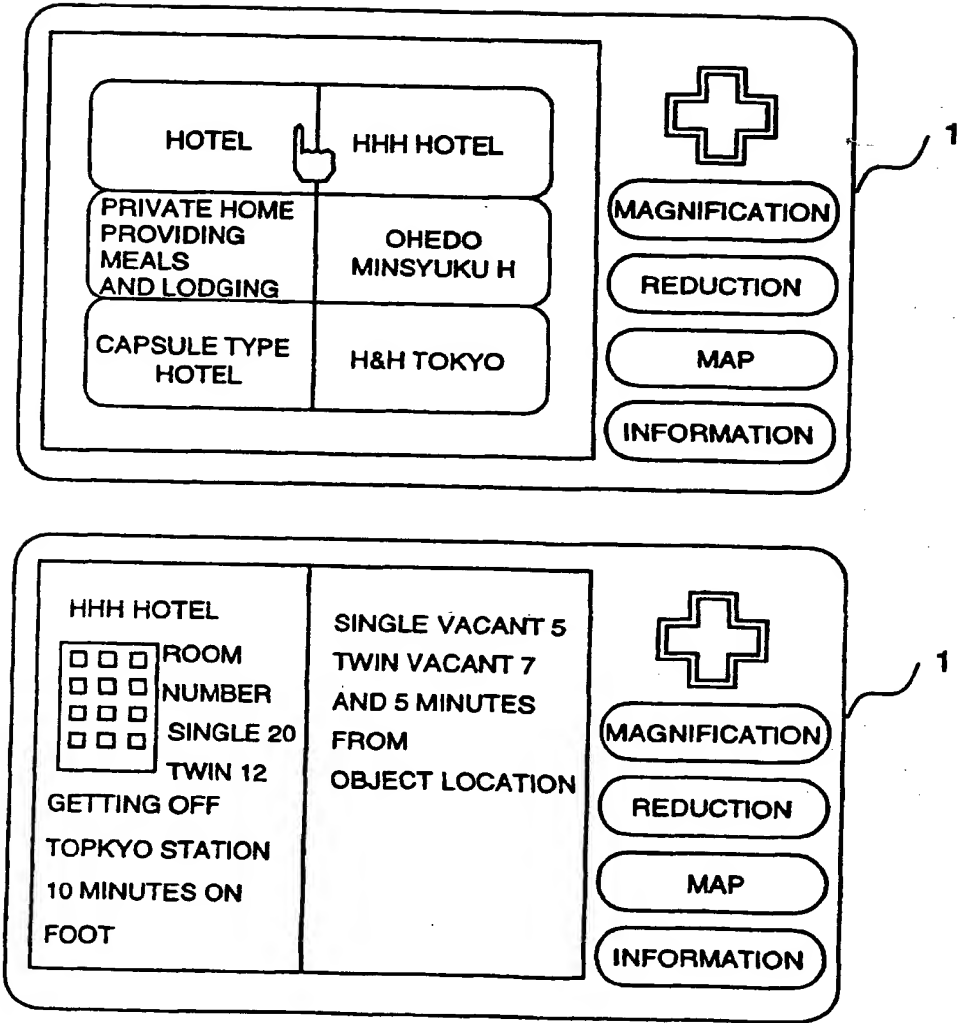 HOTEL
HHH HOTEL
PRIVATE HOME
PROVIDING
MEALS
AND LODGING
OHEDO
MINSYUKU H
CAPSULE TYPE
HOTEL
H&H TOKYO
MAGNIFICATION
REDUCTION
MAP
INFORMATION
1
HHH HOTEL
ROOM
NUMBER
SINGLE 20
TWIN 12
GETTING OFF
TOPKYO STATION
10 MINUTES ON
FOOT
SINGLE VACANT 5
TWIN VACANT 7
AND 5 MINUTES
FROM
OBJECT LOCATION
MAGNIFICATION
REDUCTION
MAP
INFORMATION
1